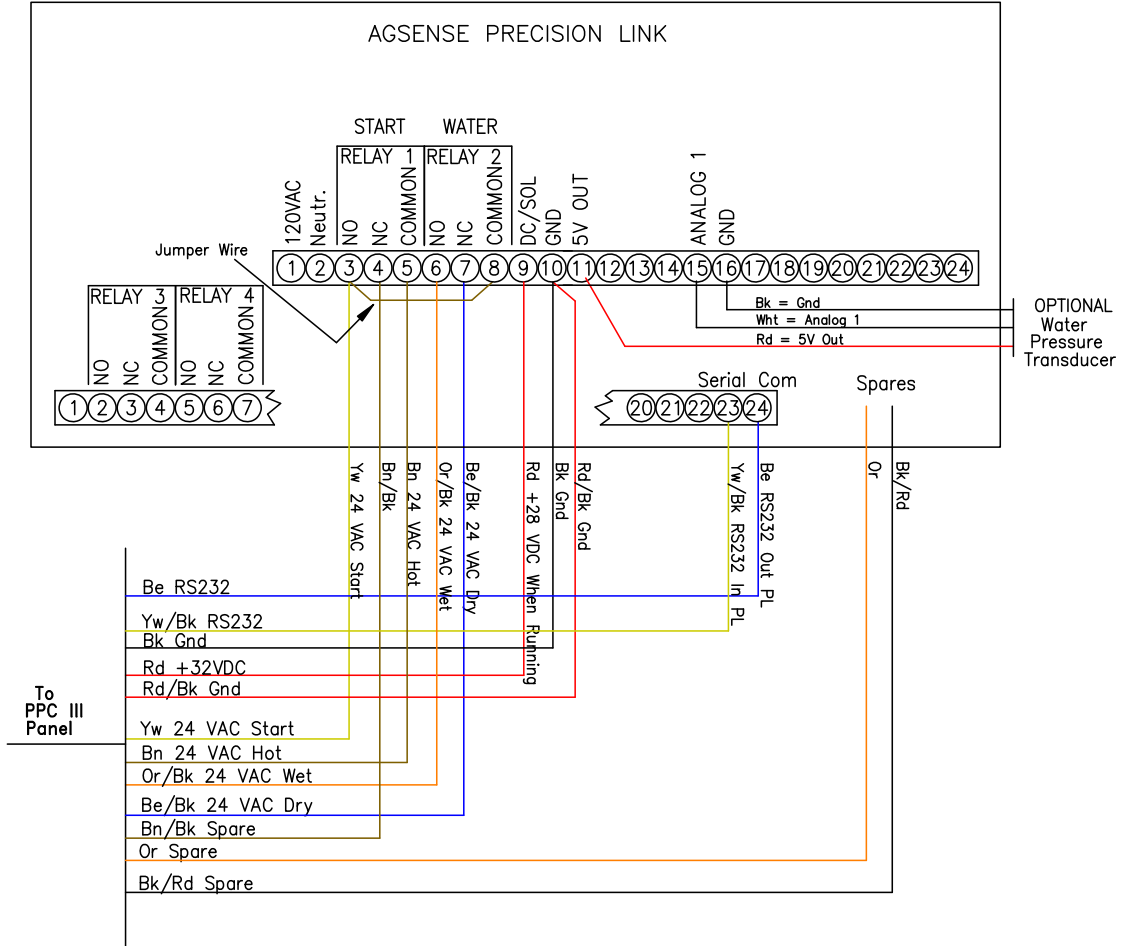 AGSENSE PRECISION LINK
START WATER
RELAY 1 RELAY 2
120VAC
Neutr.
NO
NC
COMMON
NO
NC
COMMON
DC/SOL
GND
5V OUT
ANALOG 1
GND
Jumper Wire
1 2 3 4 5 6 7 8 9 10 11 12 13 14 15 16 17 18 19 20 21 22 23 24
RELAY 3 RELAY 4
NO
NC
COMMON
NO
NC
COMMON
1 2 3 4 5 6 7
Bk = Gnd
Wht = Analog 1
Rd = 5V Out
OPTIONAL
Water
Pressure
Transducer
Serial Com
20 21 22 23 24
Spares
Yw 24 VAC Start
Bn/Bk
Bn 24 VAC Hot
Or/Bk 24 VAC Wet
Be/Bk 24 VAC Dry
Rd +28 VDC When Running
Bk Gnd
Rd/Bk Gnd
Yw/Bk RS232 In PL
Be RS232 Out PL
Or
Bk/Rd
Be RS232
Yw/Bk RS232
Bk Gnd
Rd +32VDC
Rd/Bk Gnd
To
PPC III
Panel
Yw 24 VAC Start
Bn 24 VAC Hot
Or/Bk 24 VAC Wet
Be/Bk 24 VAC Dry
Bn/Bk Spare
Or Spare
Bk/Rd Spare